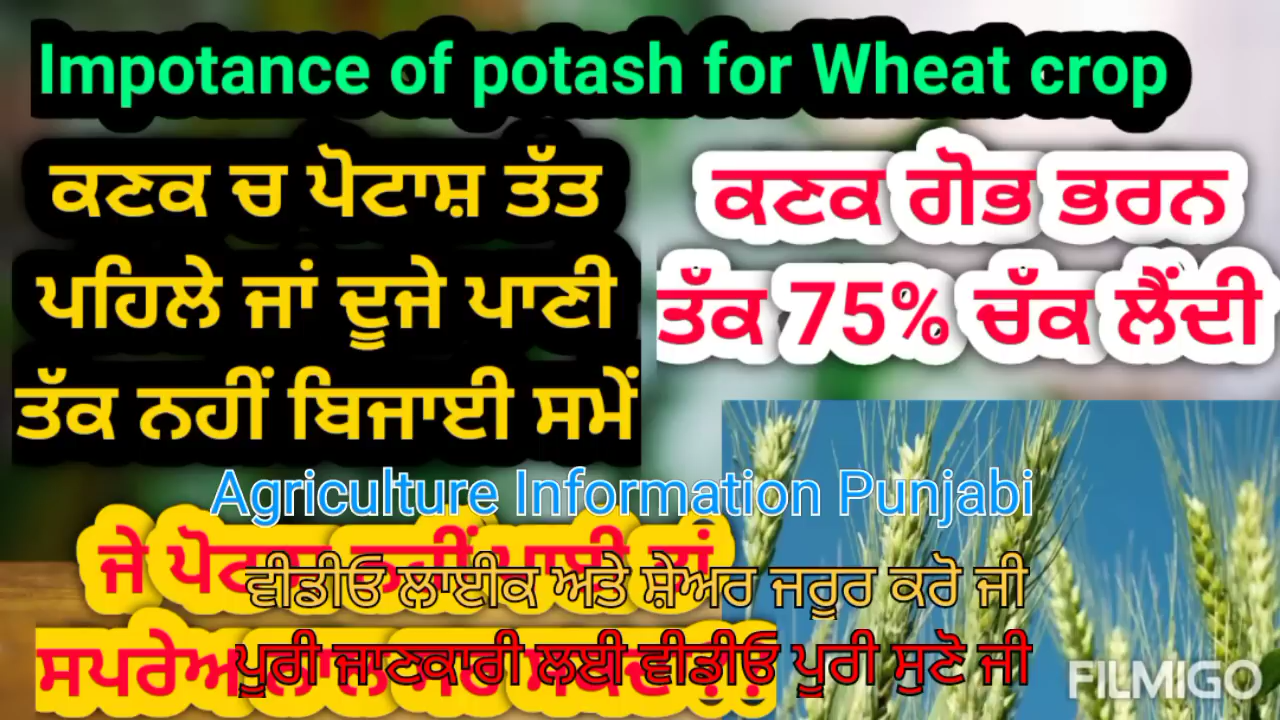 Impotance of potash for Wheat crop
ਕਣਕ ਚ ਪੋਟਾਸ਼ ਤੱਤ
ਪਹਿਲੇ ਜਾਂ ਦੂਜੇ ਪਾਣੀ
ਤੱਕ ਨਹੀਂ ਬਿਜਾਈ ਸਮੇਂ
ਕਣਕ ਗੋਭ ਭਰਨ
ਤੱਕ 75% ਚੱਕ ਲੈਂਦੀ
Agriculture Information Punjabi
ਜੇ
ਵੀਡੀਓ ਲਾਈਕ ਅਤੇ ਸ਼ੇਅਰ ਜਰੂਰ ਕਰੋ ਜੀ
ਪੂਰੀ ਜਾਣਕਾਰੀ ਲਈ ਵੀਡੀਓ ਪੂਰੀ ਸੁਣੋ ਜੀ
FILMIGO